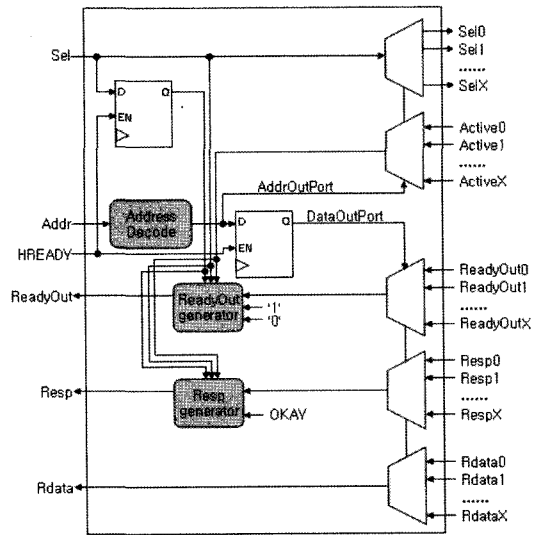 Sel
Sel0
Sel1
......
SelX
D
Q
EN
Active0
Active1
......
ActiveX
AddrOutPort
Addr
Address
Decode
D
Q
DataOutPort
HREADY
EN
ReadyOut
ReadyOut
generator
'1'
'0'
ReadyOut0
ReadyOut1
......
ReadyOutX
Resp
Resp
generator
OKAY
Resp0
Resp1
......
RespX
Rdata
Rdata0
Rdata1
......
RdataX